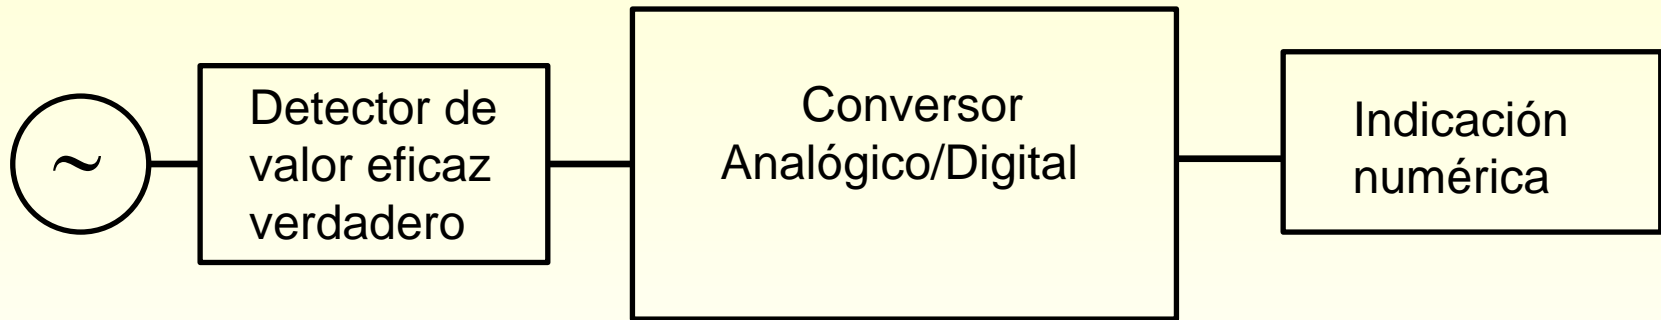 ~
Detector de
valor eficaz
verdadero
Conversor
Analógico/Digital
Indicación
numérica